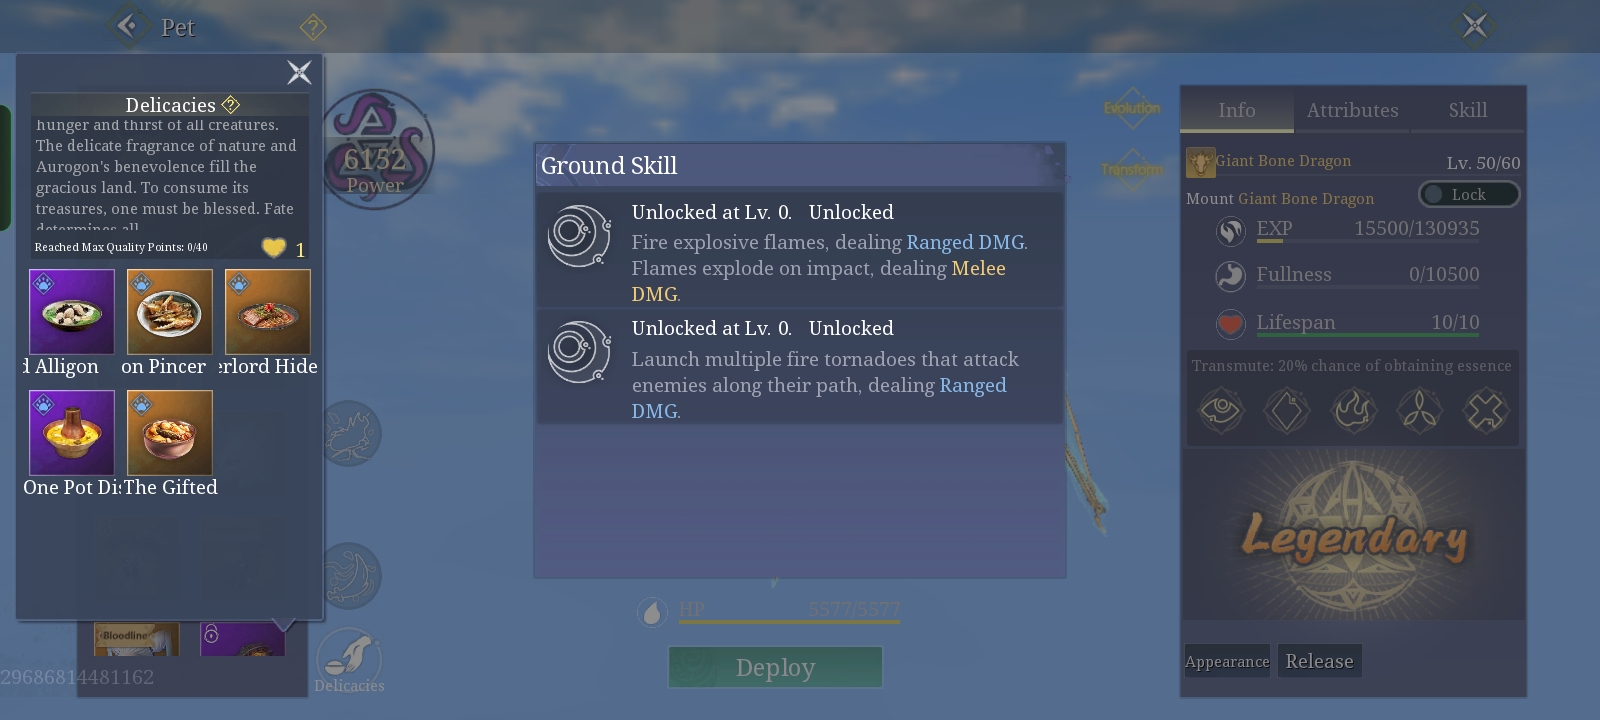 Pet
Delicacies
hunger and thirst of all creatures.
The delicate fragrance of nature and
Aurogon's benevolence fill the
gracious land. To consume its
treasures, one must be blessed. Fate
determines all
Reached Max Quality Points: 0/40
1
d Alligon
on Pincer
erlord Hide
One Pot Dis
The Gifted
Bloodline
29686814481162
6152
Power
Delicacies
Ground Skill
Unlocked at Lv. 0. Unlocked
Fire explosive flames, dealing Ranged DMG.
Flames explode on impact, dealing Melee
DMG.
Unlocked at Lv. 0. Unlocked
Launch multiple fire tornadoes that attack
enemies along their path, dealing Ranged
DMG.
HP 5577/5577
Deploy
Evolution
Transform
Info Attributes Skill
Giant Bone Dragon Lv. 50/60
Mount Giant Bone Dragon Lock
EXP 15500/130935
Fullness 0/10500
Lifespan 10/10
Transmute: 20% chance of obtaining essence
Legendary
Appearance Release